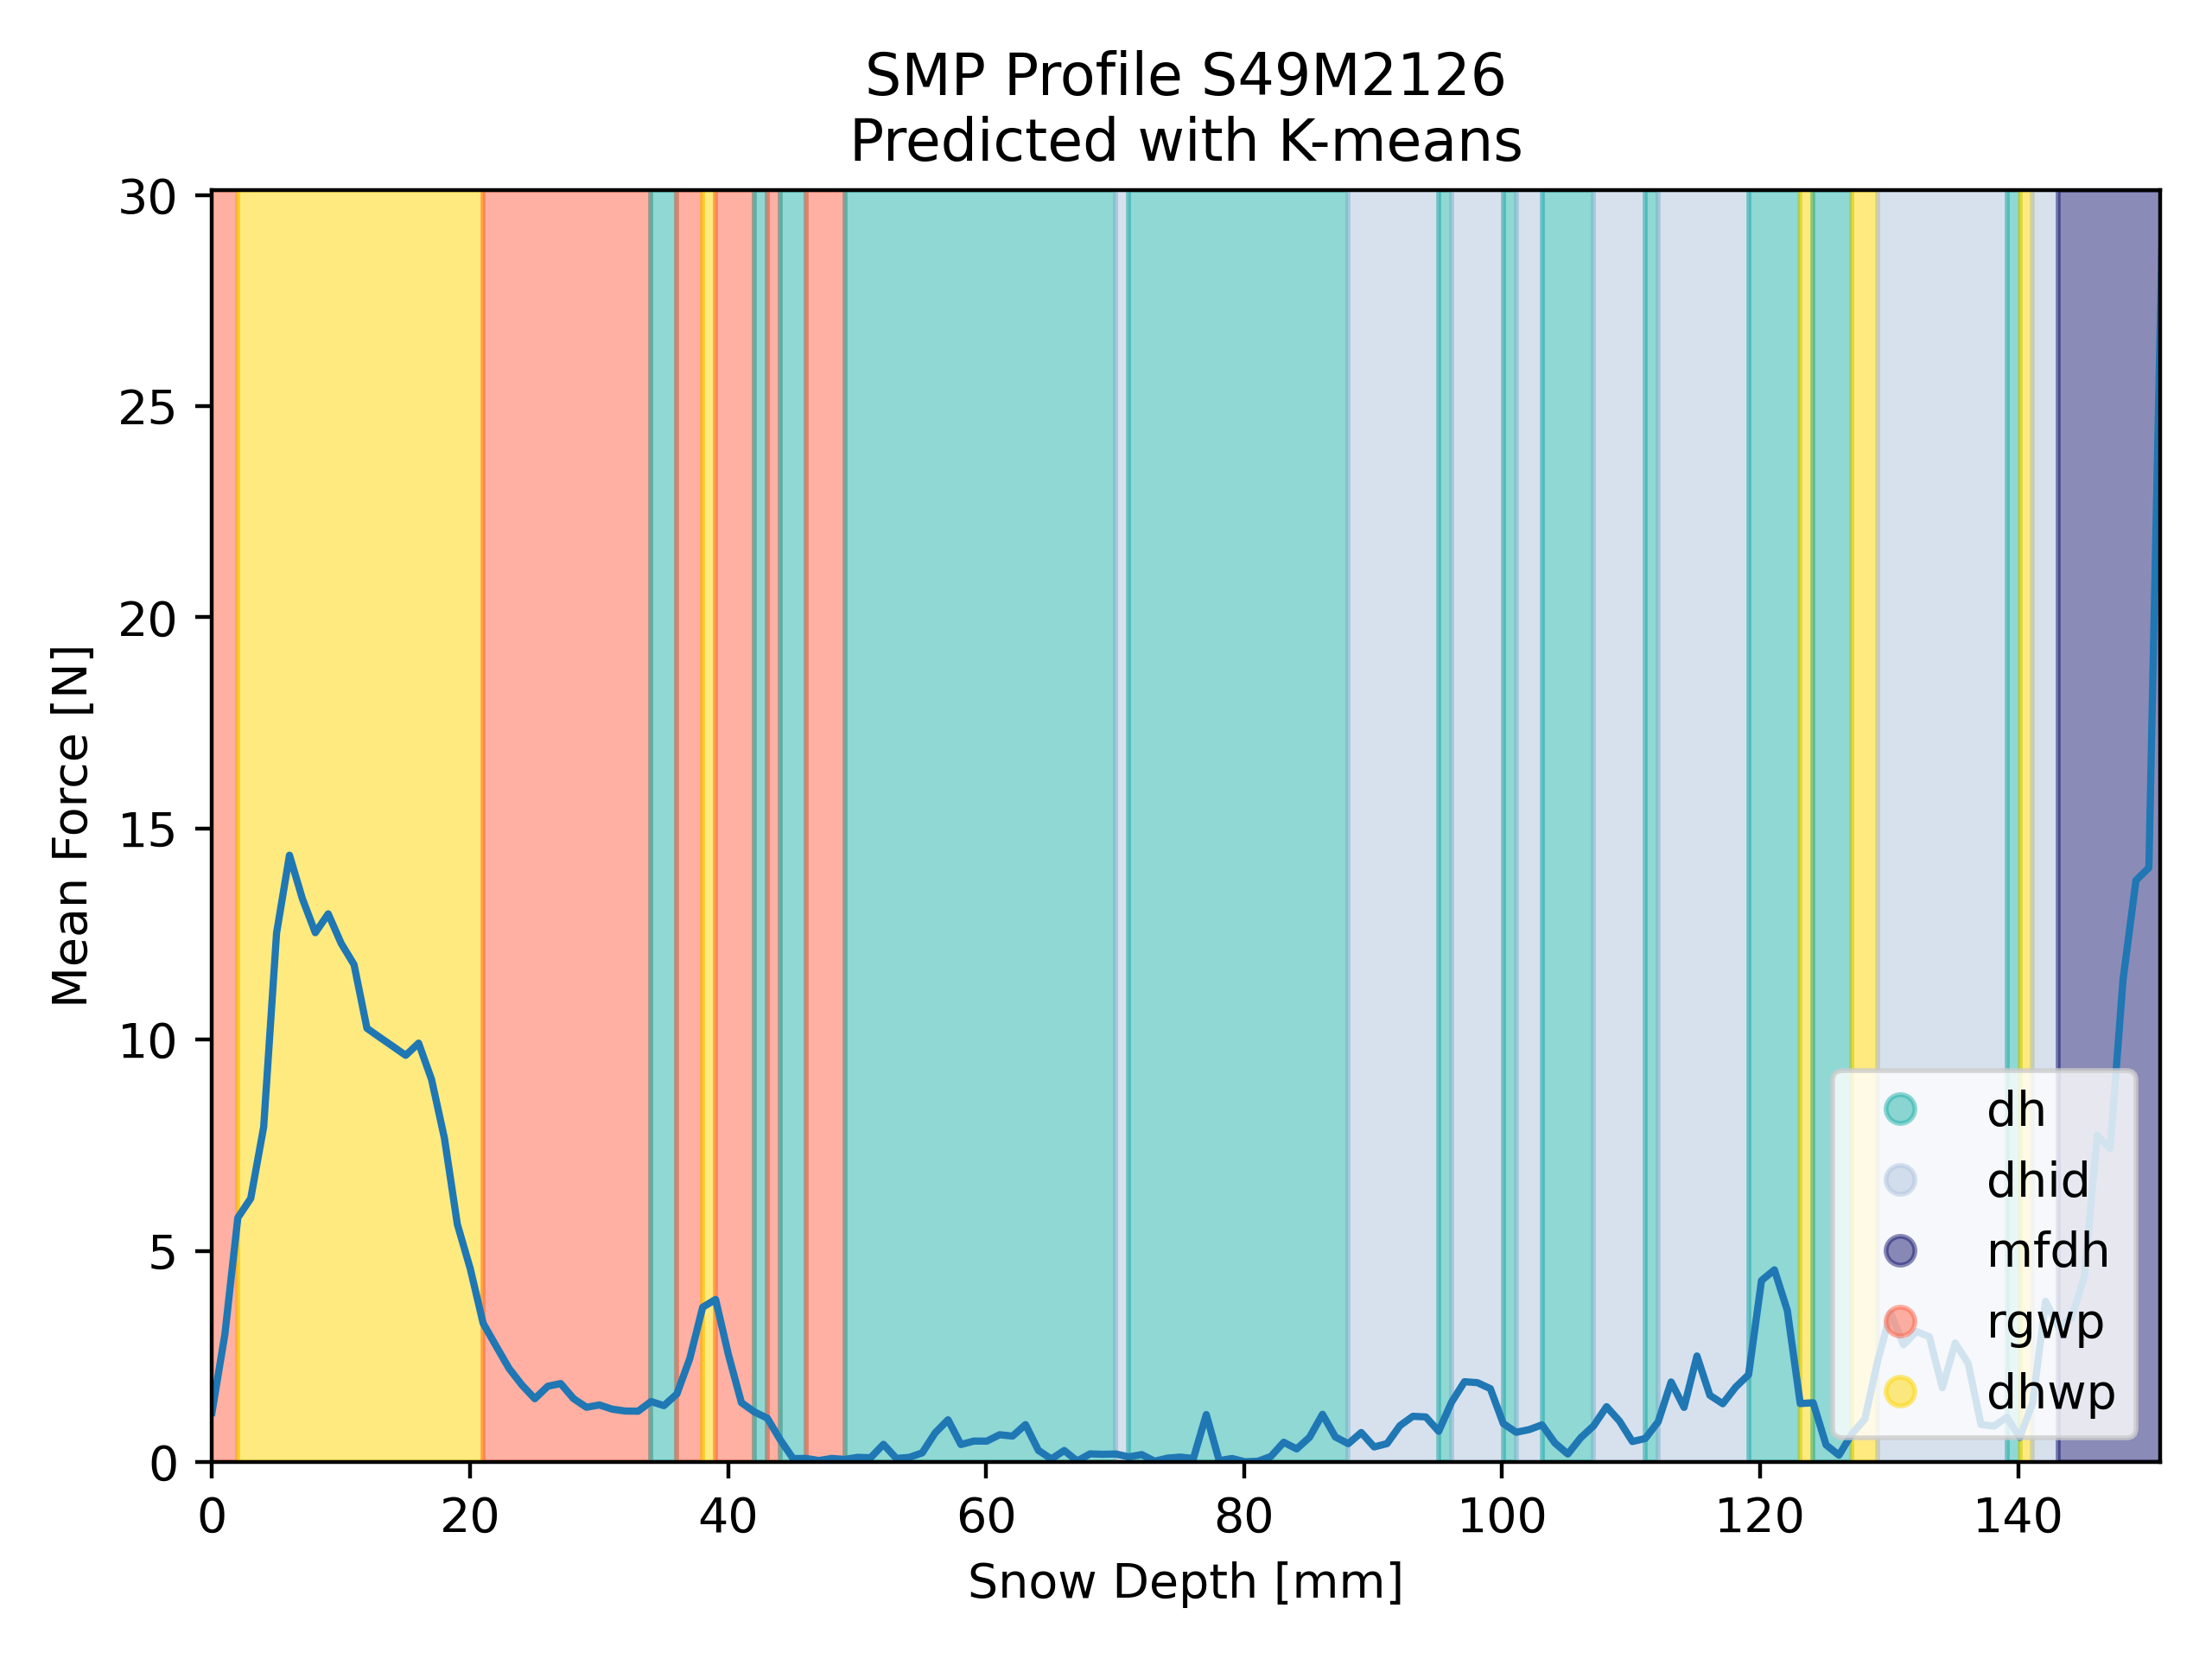 SMP Profile S49M2126
Predicted with K-means
Mean Force [N]
30
25
20
15
10
5
0
0 20 40 60 80 100 120 140
Snow Depth [mm]
dh
dhid
mfdh
rgwp
dhwp